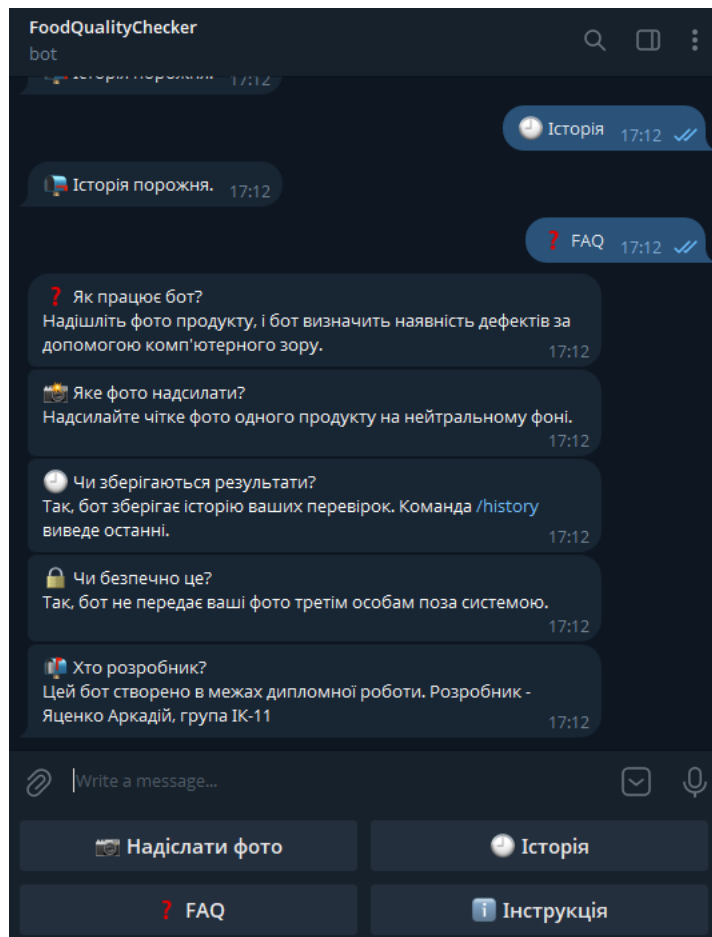 FoodQualityChecker
bot
Історія порожня. 17:12
🕘 Історія 17:12
Історія порожня. 17:12
❓ FAQ 17:12
❓ Як працює бот?
Надішліть фото продукту, і бот визначить наявність дефектів за
допомогою комп'ютерного зору. 17:12
📸 Яке фото надсилати?
Надсилайте чітке фото одного продукту на нейтральному фоні.
17:12
🕘 Чи зберігаються результати?
Так, бот зберігає історію ваших перевірок. Команда /history
виведе останні. 17:12
🔒 Чи безпечно це?
Так, бот не передає ваші фото третім особам поза системою.
17:12
📬 Хто розробник?
Цей бот створено в межах дипломної роботи. Розробник -
Яценко Аркадій, група ІК-11 17:12
Write a message...
📷 Надіслати фото
🕘 Історія
❓ FAQ
ℹ️ Інструкція